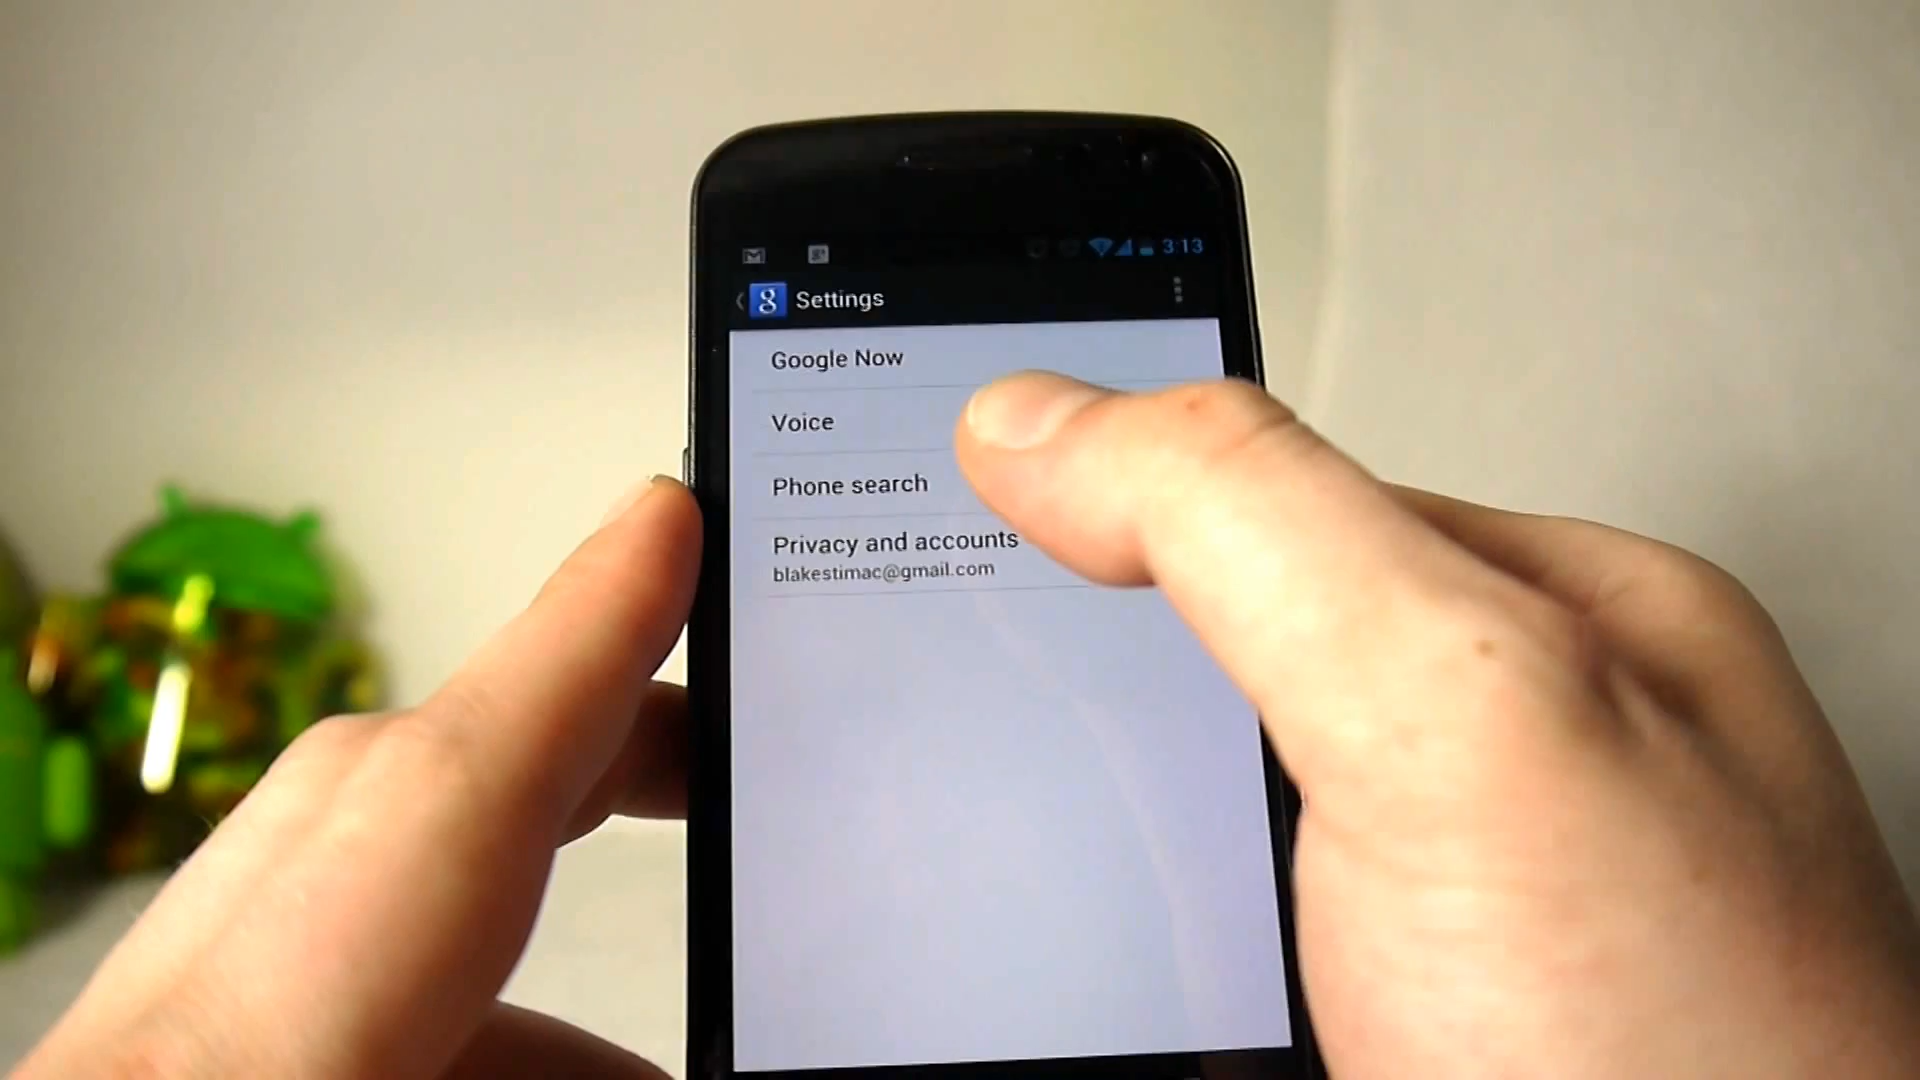 3:13
g Settings
Google Now
Voice
Phone search
Privacy and accounts
blakestimac@gmail.com